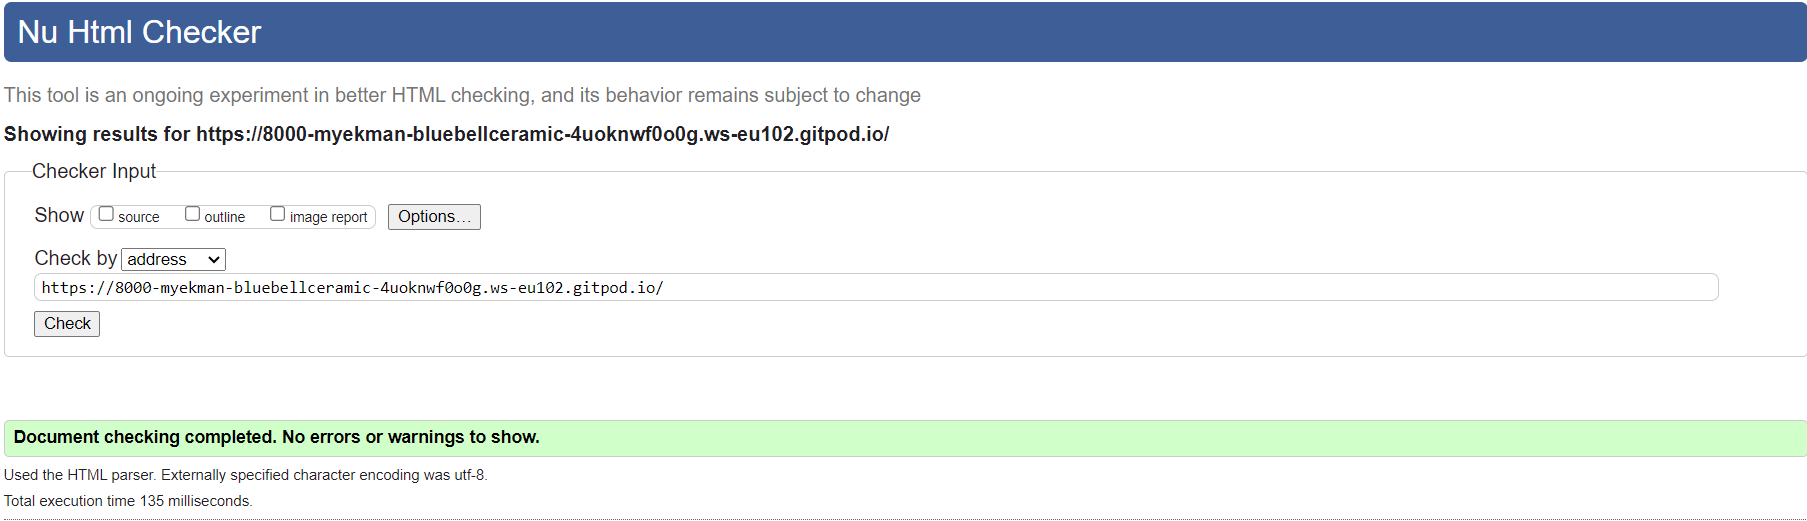 Nu Html Checker
This tool is an ongoing experiment in better HTML checking, and its behavior remains subject to change
Showing results for https://8000-myekman-bluebellceramic-4uoknwf0o0g.ws-eu102.gitpod.io/
Checker Input
Show source outline image report Options...
Check by address
https://8000-myekman-bluebellceramic-4uoknwf0o0g.ws-eu102.gitpod.io/
Check
Document checking completed. No errors or warnings to show.
Used the HTML parser. Externally specified character encoding was utf-8.
Total execution time 135 milliseconds.